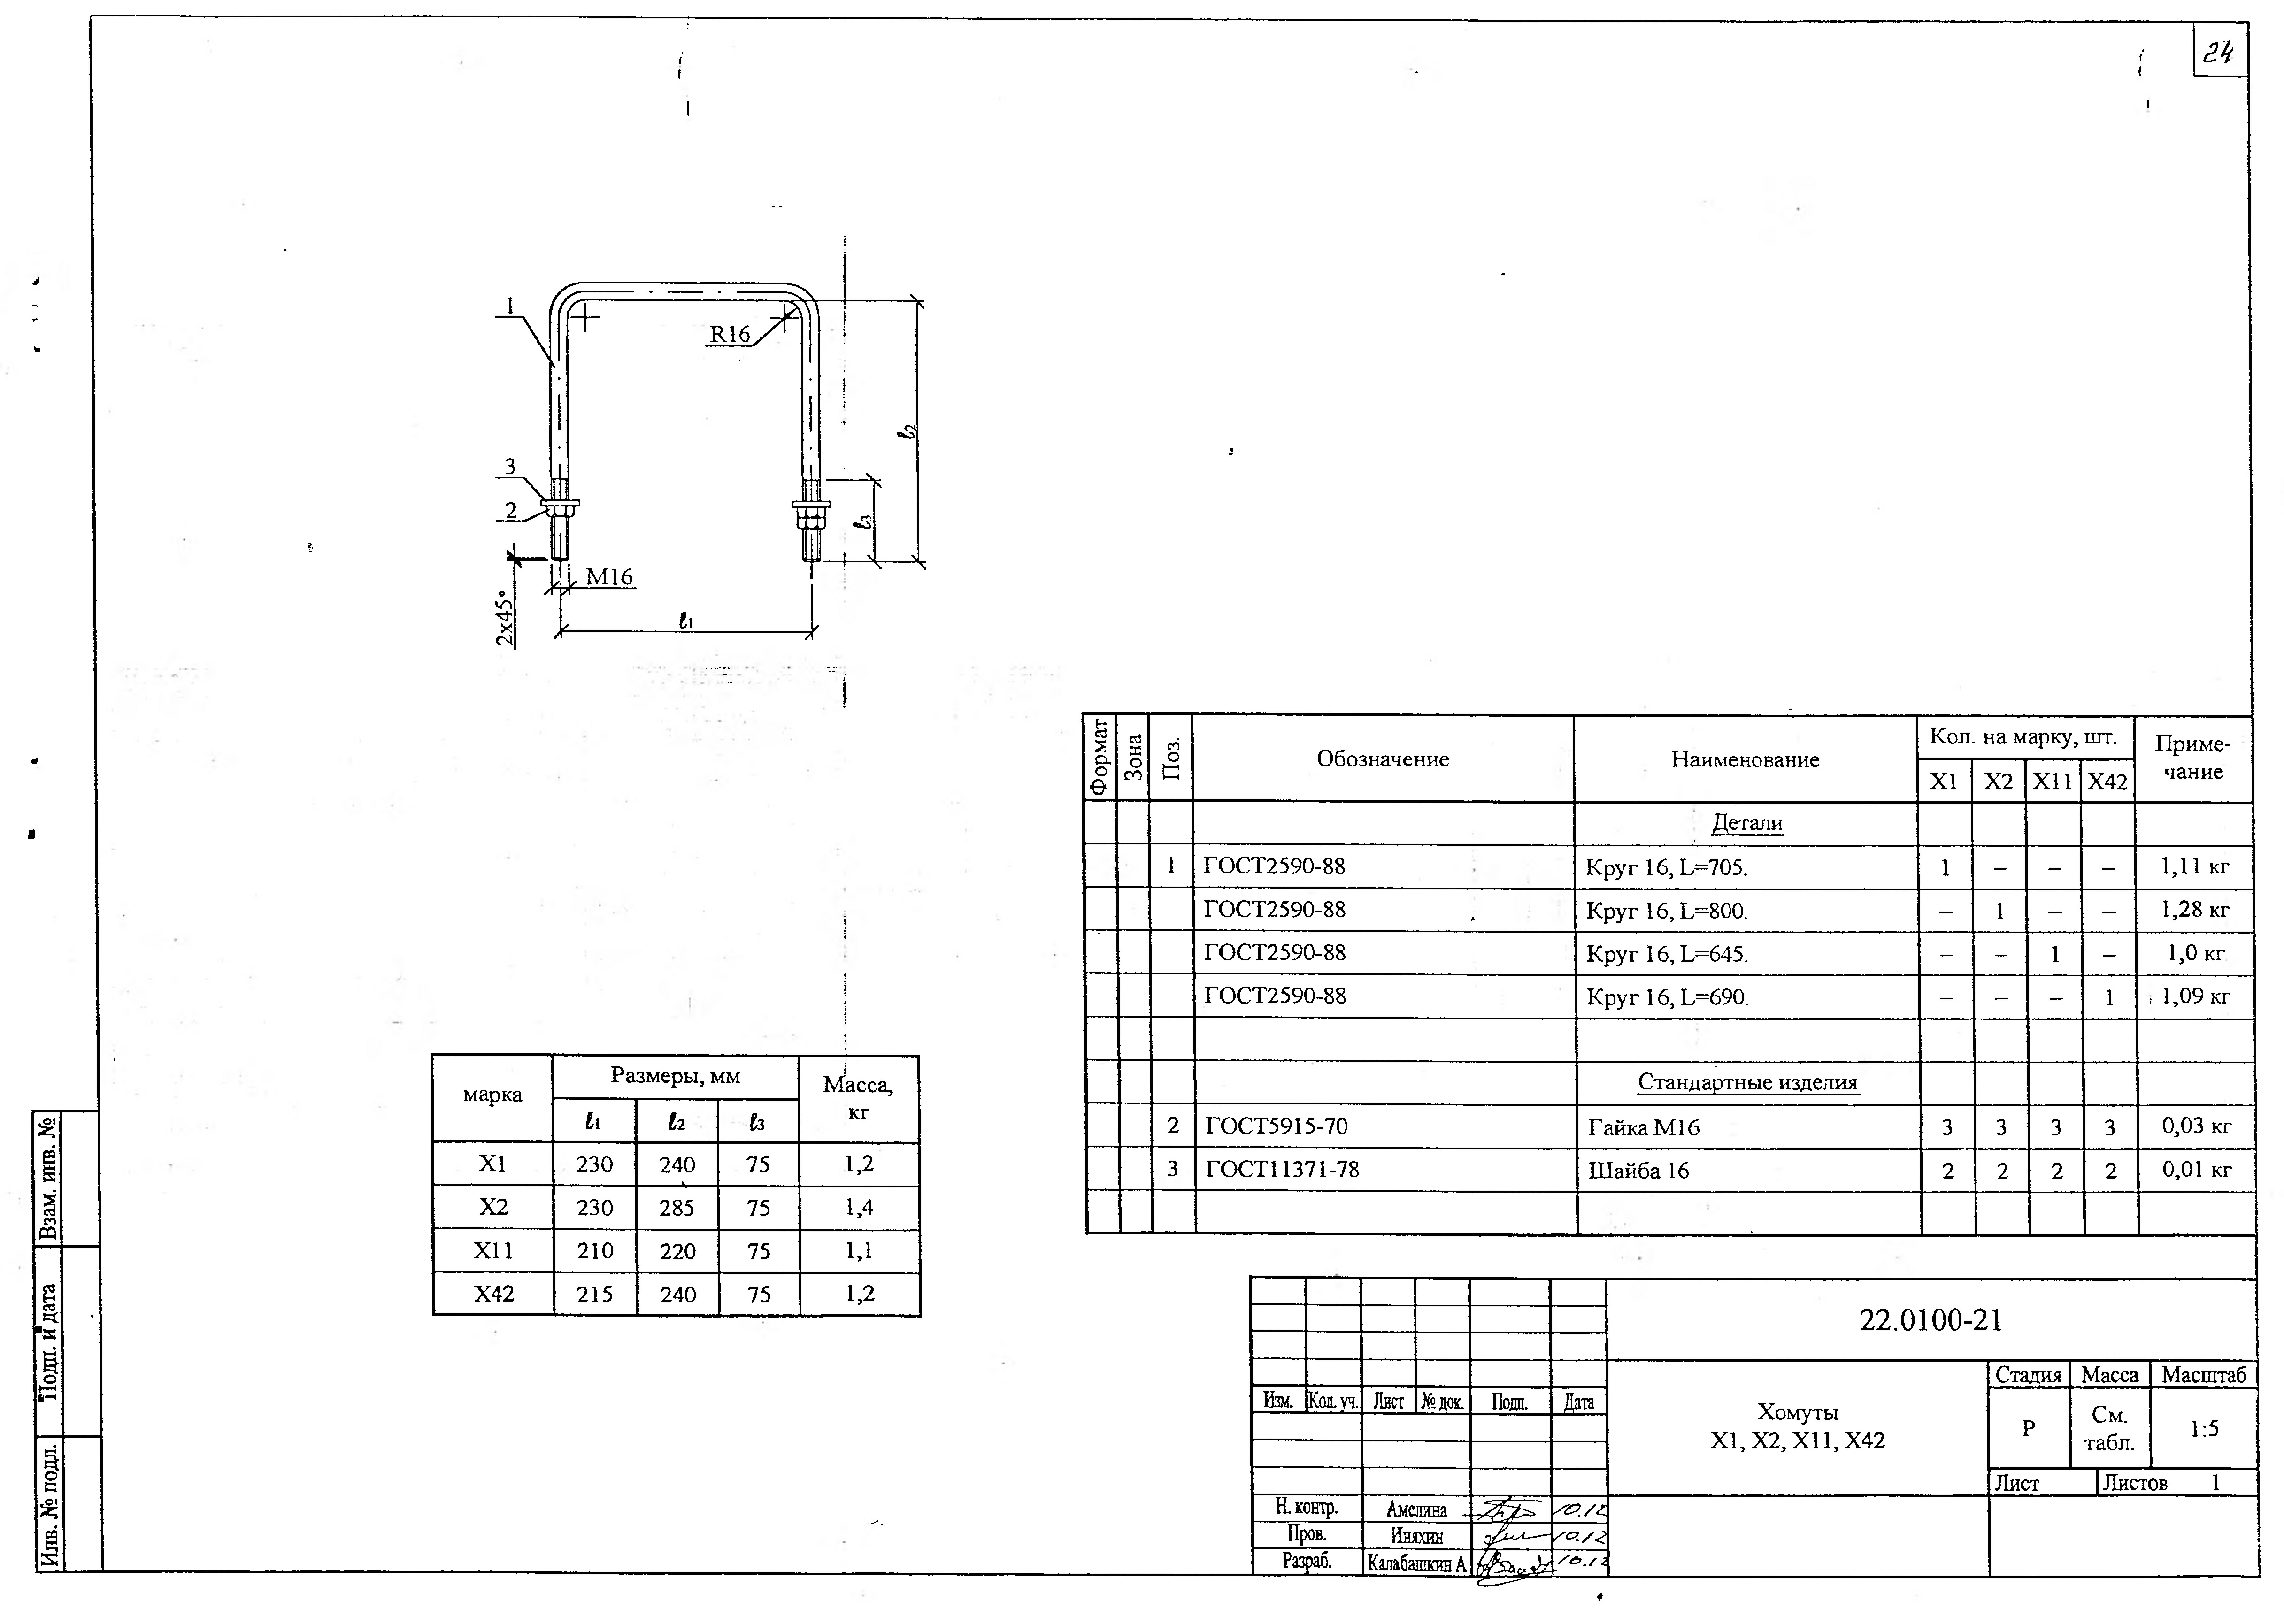 24
1
R16
3
2
ℓ2
ℓ3
M16
2x45°
ℓ1
Формат
Зона
Поз.
Обозначение
Наименование
Кол. на марку, шт.
Приме-
чание
X1 X2 X11 X42
Детали
1 ГОСТ2590-88 Круг 16, L=705. 1 – – – 1,11 кг
ГОСТ2590-88 Круг 16, L=800. – 1 – – 1,28 кг
ГОСТ2590-88 Круг 16, L=645. – – 1 – 1,0 кг
ГОСТ2590-88 Круг 16, L=690. – – – 1 1,09 кг
Стандартные изделия
2 ГОСТ5915-70 Гайка М16 3 3 3 3 0,03 кг
3 ГОСТ11371-78 Шайба 16 2 2 2 2 0,01 кг
марка
Размеры, мм
Масса,
кг
ℓ1 ℓ2 ℓ3
X1 230 240 75 1,2
X2 230 285 75 1,4
X11 210 220 75 1,1
X42 215 240 75 1,2
Взам. инв. №
Подп. И дата
Инв. № подл.
22.0100-21
Изм. Кол. уч. Лист № док. Подп. Дата
Хомуты
X1, X2, X11, X42
Стадия Масса Масштаб
Р
См.
табл.
1:5
Лист
Листов 1
Н. контр. Амелина 10.12
Пров. Иняхин 10.12
Разраб. Калабашкин А 10.12